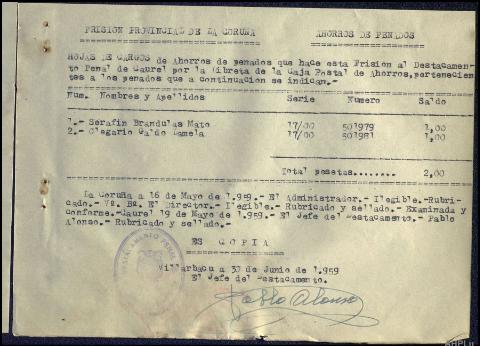 PRISION PROVINCIAL DE LA CORUÑA AHORROS DE PENADOS
HOJAS DE CARGOS de Ahorros de penados que hace esta Prision al Destacamen-
to Penal de Caurel por la Libreta de la Caja Postal de Ahorros,pertenecien-
tes a los penados que a continuacion se indican.-
Num. Nombres y Apellidos Serie Numero Saldo
1.- Serafin Brandulas Mato 17/00 501979 1,00
2.- Olegario Galdo Lamela 17/00 501981 1,00
Total pesetas........ 2,00
La Coruña a 16 de Mayo de 1.959.- El Administrador.- Ilegible.-Rubri-
cado.- Vº. Bº. El Director.- Ilegible.- Rubricado y sellado.- Examinada y
conforme.-Caurel 19 de Mayo de 1.959.- El Jefe del Destacamento.- Pablo
Alonso.- Rubricado y sellado.-
ES COPIA
Villarbacu a 30 de Junio de 1.959
El Jefe del Destacamento.
Pablo Alonso
DESTACAMENTO PENAL